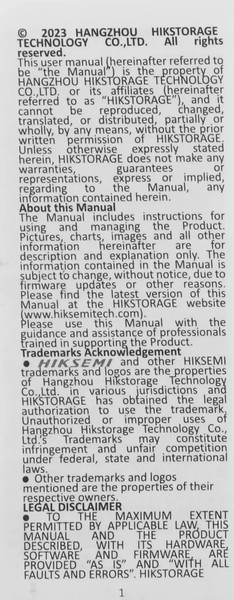 © 2023 HANGZHOU HIKSTORAGE
TECHNOLOGY CO.,LTD. All rights
reserved.
This user manual (hereinafter referred to
be "the Manual") is the property of
HANGZHOU HIKSTORAGE TECHNOLOGY
CO.,LTD. or its affiliates (hereinafter
referred to as "HIKSTORAGE"), and it
cannot be reproduced, changed,
translated, or distributed, partially or
wholly, by any means, without the prior
written permission of HIKSTORAGE.
Unless otherwise expressly stated
herein, HIKSTORAGE does not make any
warranties, guarantees or
representations, express or implied,
regarding to the Manual, any
information contained herein.
About this Manual
The Manual includes instructions for
using and managing the Product.
Pictures, charts, images and all other
information hereinafter are for
description and explanation only. The
information contained in the Manual is
subject to change, without notice, due to
firmware updates or other reasons.
Please find the latest version of this
Manual at the HIKSTORAGE website
(www.hiksemitech.com).
Please use this Manual with the
guidance and assistance of professionals
trained in supporting the Product.
Trademarks Acknowledgement
● HIKSEMI and other HIKSEMI
trademarks and logos are the properties
of Hangzhou Hikstorage Technology
Co.,Ltd. in various jurisdictions and
HIKSTORAGE has obtained the legal
authorization to use the trademark,
Unauthorized or improper uses of
Hangzhou Hikstorage Technology Co.,
Ltd.'s Trademarks may constitute
infringement and unfair competition
under federal, state and international
laws.
● Other trademarks and logos
mentioned are the properties of their
respective owners.
LEGAL DISCLAIMER
● TO THE MAXIMUM EXTENT
PERMITTED BY APPLICABLE LAW, THIS
MANUAL AND THE PRODUCT
DESCRIBED, WITH ITS HARDWARE,
SOFTWARE AND FIRMWARE, ARE
PROVIDED "AS IS" AND "WITH ALL
FAULTS AND ERRORS". HIKSTORAGE
1